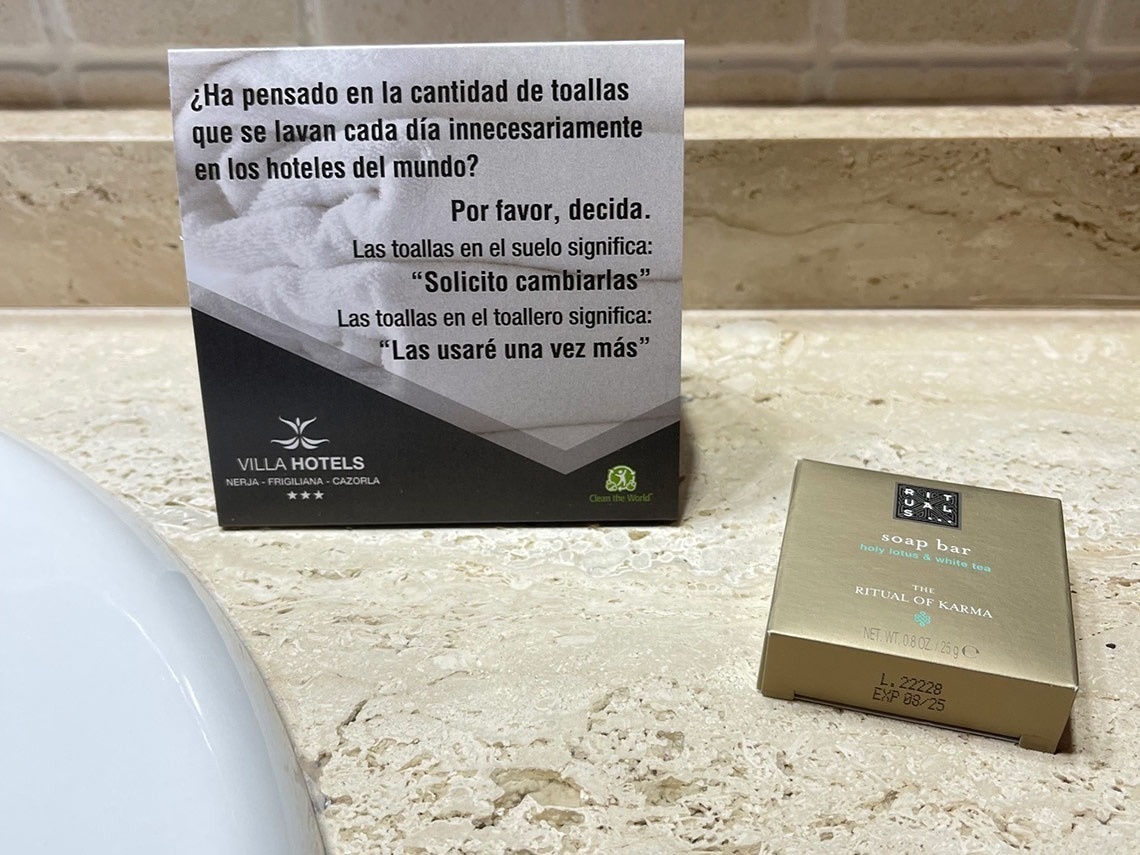 ¿Ha pensado en la cantidad de toallas
que se lavan cada día innecesariamente
en los hoteles del mundo?
Por favor, decida.
Las toallas en el suelo significa:
“Solicito cambiarlas”
Las toallas en el toallero significa:
“Las usaré una vez más”
VILLA HOTELS
NERJA - FRIGILIANA - CAZORLA
Clean the World
RITUALS...
soap bar
holy lotus & white tea
THE
RITUAL OF KARMA
NET. WT. 0.8 OZ. / 25 g ℮
L. 22228
EXP 08/25